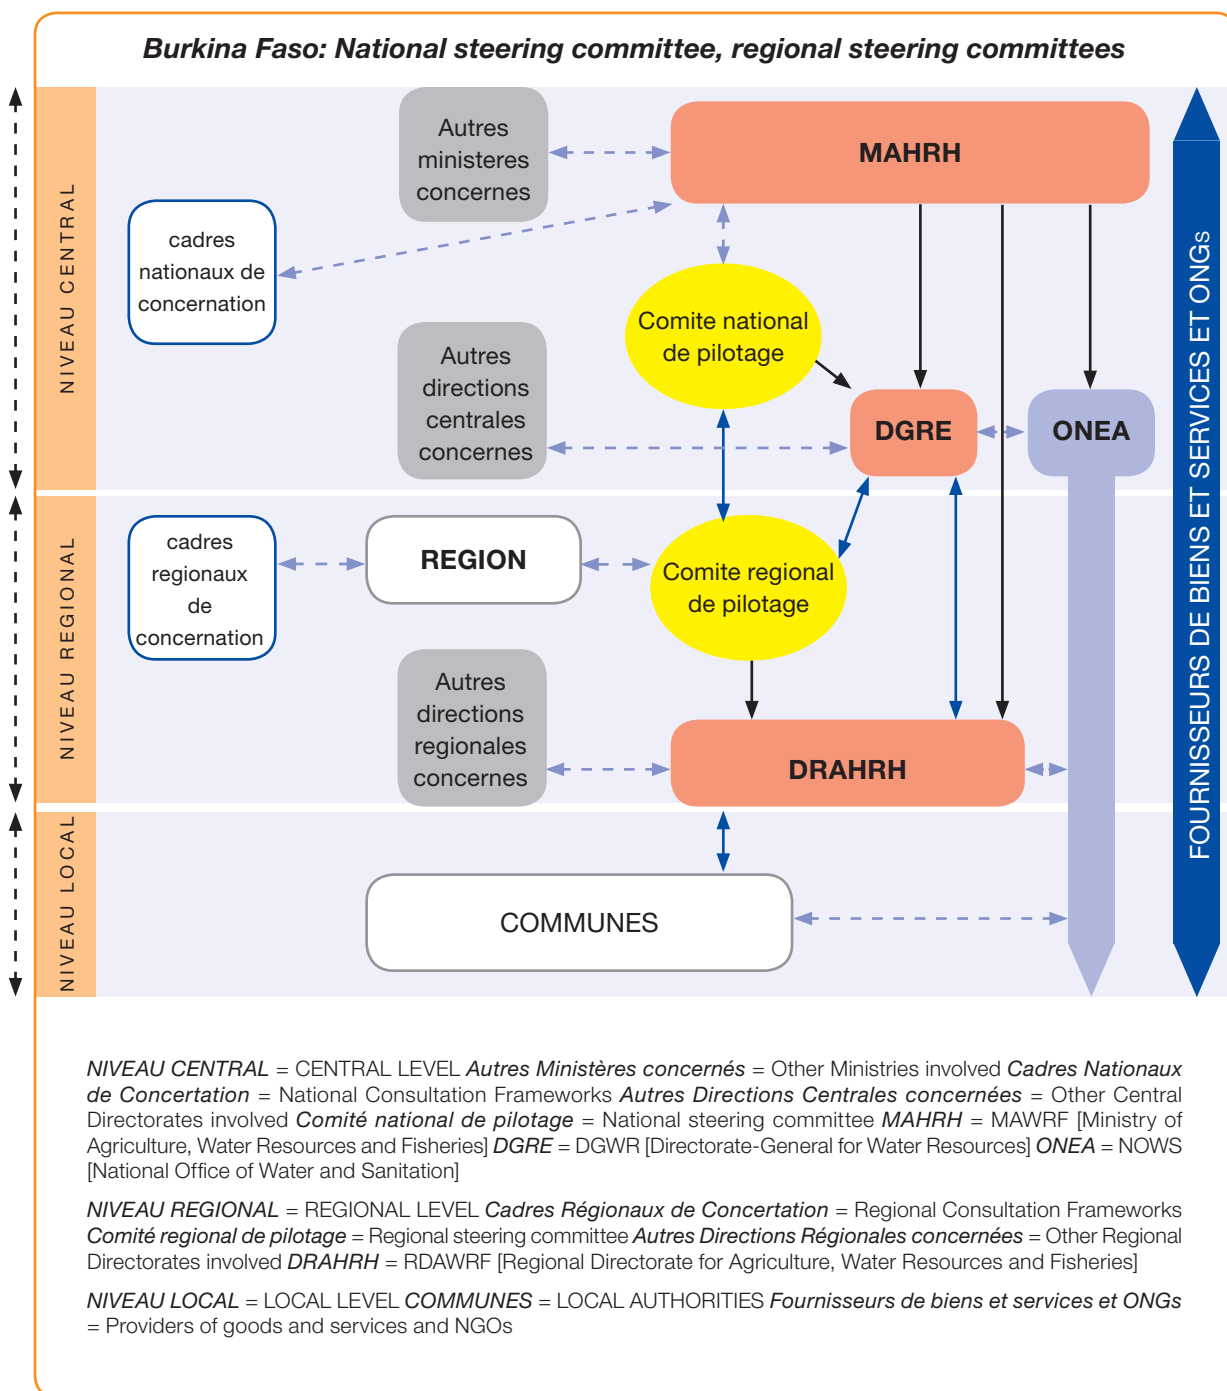 Burkina Faso: National steering committee, regional steering committees
NIVEAU CENTRAL
Autres
ministeres
concernes
MAHRH
cadres
nationaux de
concernation
Comite national
de pilotage
Autres
directions
centrales
concernes
DGRE
ONEA
FOURNISSEURS DE BIENS ET SERVICES ET ONGs
NIVEAU REGIONAL
cadres
regionaux
de
concernation
REGION
Comite regional
de pilotage
Autres
directions
regionales
concernes
DRAHRH
NIVEAU LOCAL
COMMUNES
NIVEAU CENTRAL = CENTRAL LEVEL Autres Ministères concernés = Other Ministries involved Cadres Nationaux
de Concertation = National Consultation Frameworks Autres Directions Centrales concernées = Other Central
Directorates involved Comité national de pilotage = National steering committee MAHRH = MAWRF [Ministry of
Agriculture, Water Resources and Fisheries] DGRE = DGWR [Directorate-General for Water Resources] ONEA = NOWS
[National Office of Water and Sanitation]
NIVEAU REGIONAL = REGIONAL LEVEL Cadres Régionaux de Concertation = Regional Consultation Frameworks
Comité regional de pilotage = Regional steering committee Autres Directions Régionales concernées = Other Regional
Directorates involved DRAHRH = RDAWRF [Regional Directorate for Agriculture, Water Resources and Fisheries]
NIVEAU LOCAL = LOCAL LEVEL COMMUNES = LOCAL AUTHORITIES Fournisseurs de biens et services et ONGs
= Providers of goods and services and NGOs